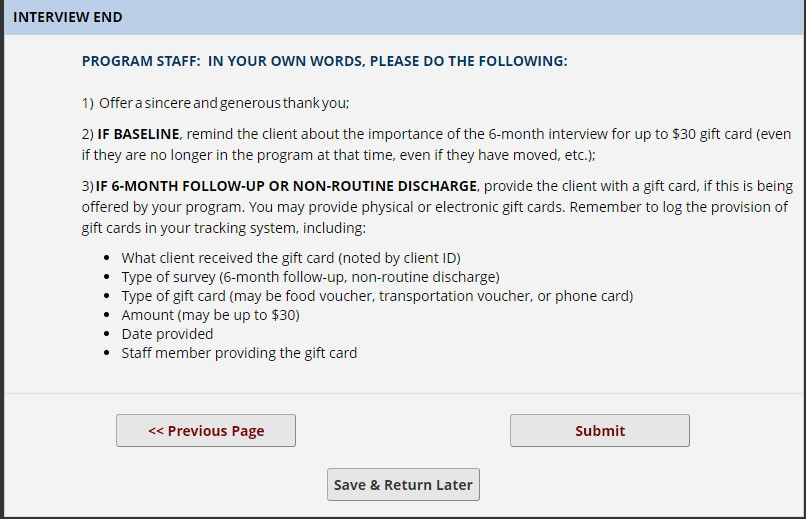 INTERVIEW END
PROGRAM STAFF: IN YOUR OWN WORDS, PLEASE DO THE FOLLOWING:
1) Offer a sincere and generous thank you;
2) IF BASELINE, remind the client about the importance of the 6-month interview for up to $30 gift card (even
if they are no longer in the program at that time, even if they have moved, etc.);
3) IF 6-MONTH FOLLOW-UP OR NON-ROUTINE DISCHARGE, provide the client with a gift card, if this is being
offered by your program. You may provide physical or electronic gift cards. Remember to log the provision of
gift cards in your tracking system, including:
• What client received the gift card (noted by client ID)
• Type of survey (6-month follow-up, non-routine discharge)
• Type of gift card (may be food voucher, transportation voucher, or phone card)
• Amount (may be up to $30)
• Date provided
• Staff member providing the gift card
<< Previous Page
Submit
Save & Return Later